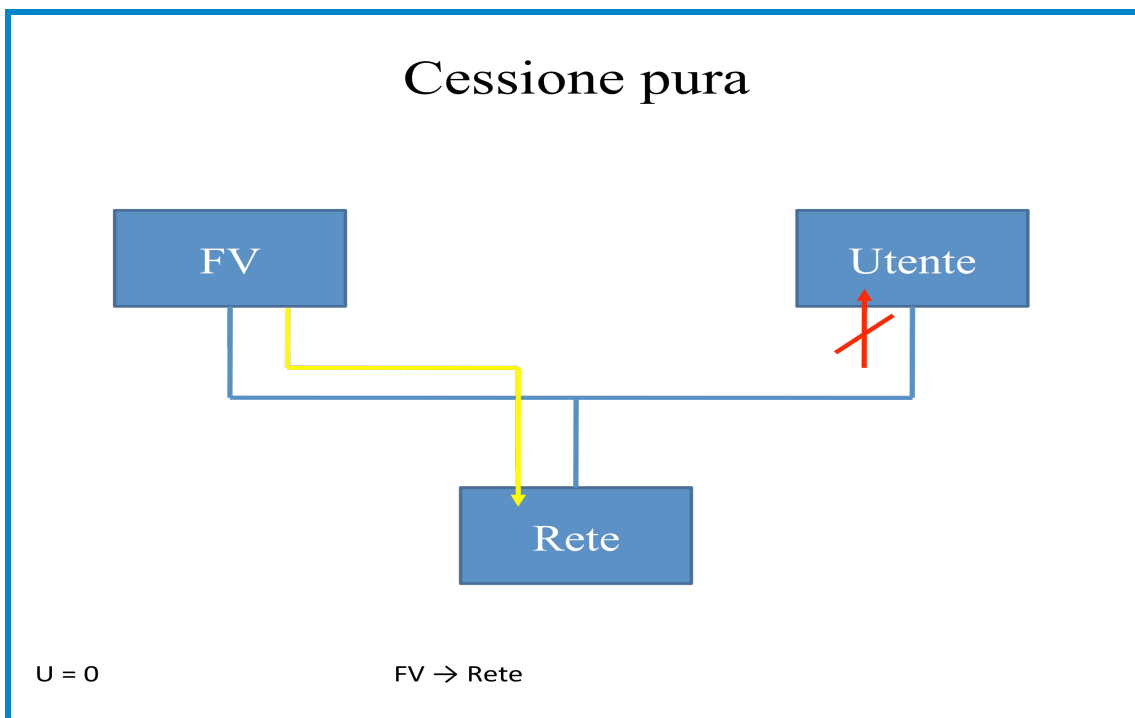 Cessione pura
FV
Utente
Rete
U = 0
FV → Rete